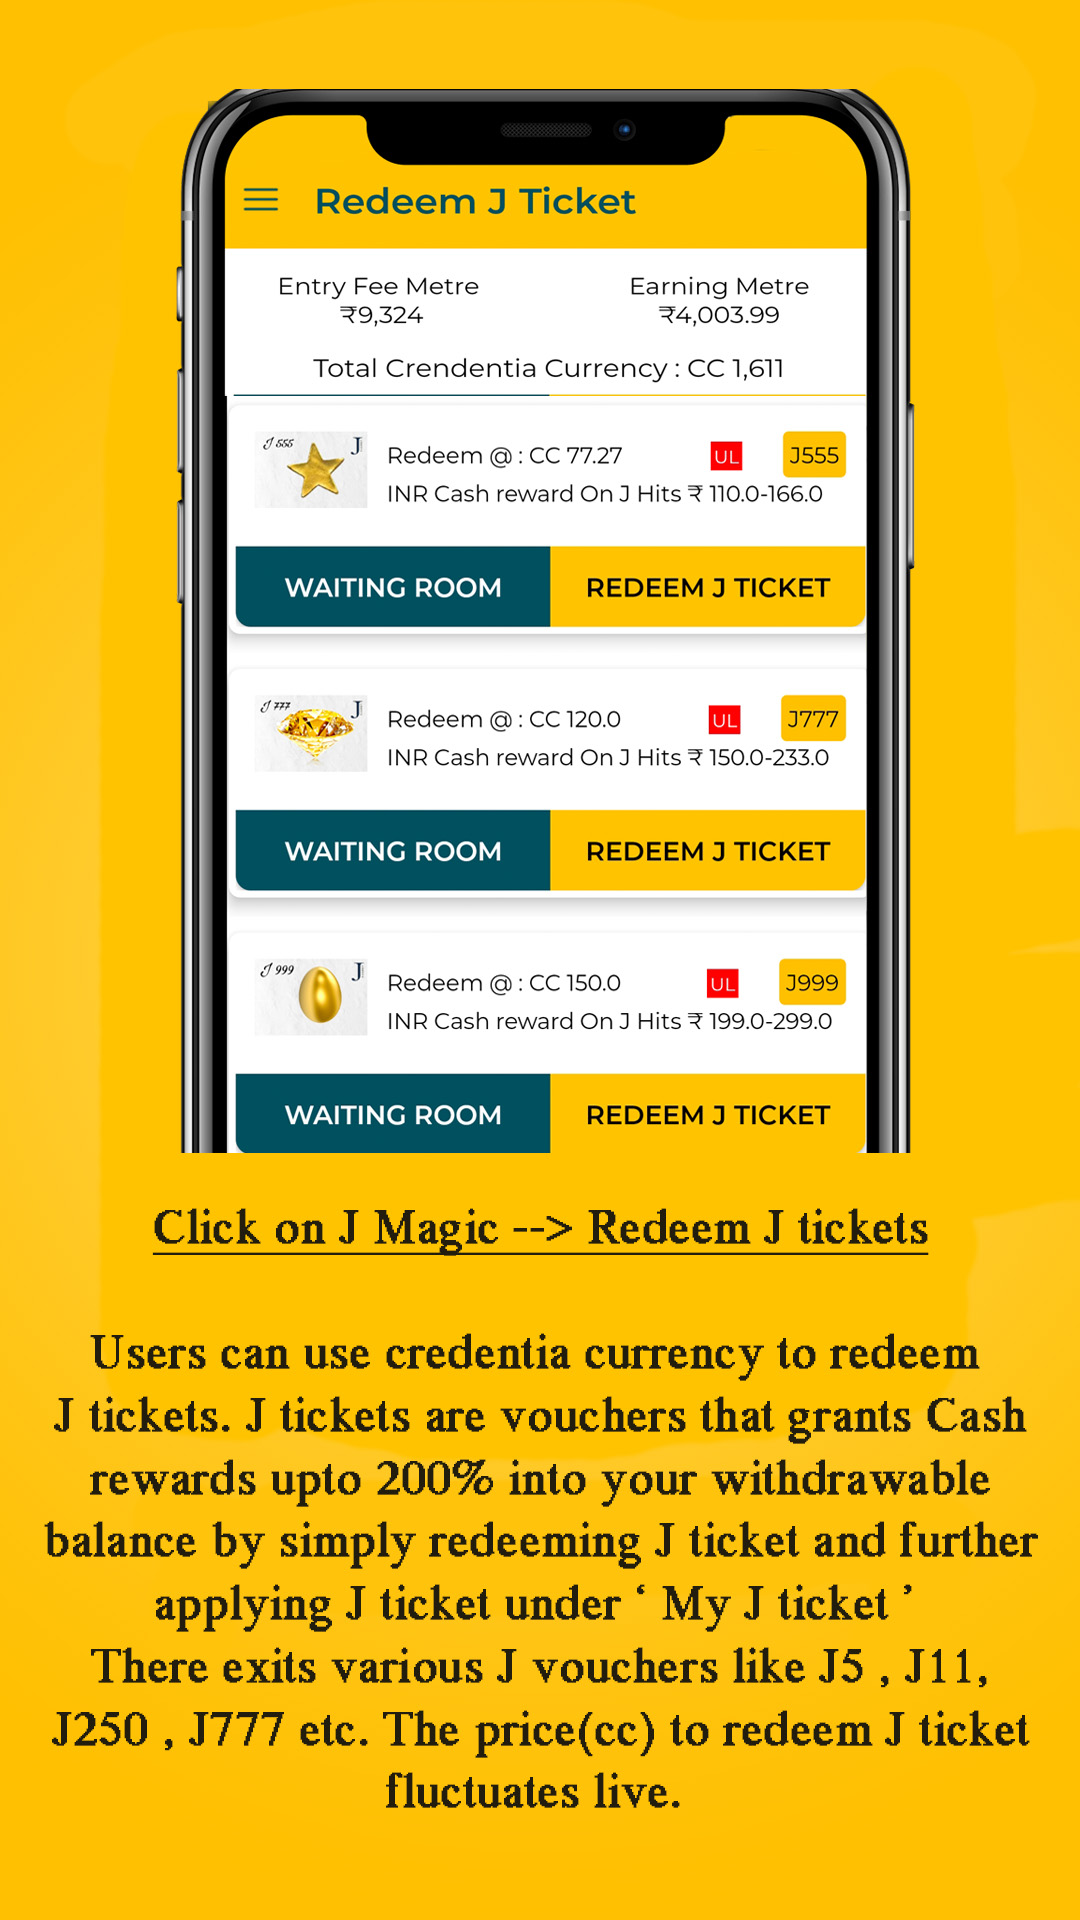 Redeem J Ticket
Entry Fee Metre
₹9,324
Earning Metre
₹4,003.99
Total Crendentia Currency : CC 1,611
J 555
J
Redeem @ : CC 77.27
UL
J555
INR Cash reward On J Hits ₹ 110.0-166.0
WAITING ROOM
REDEEM J TICKET
J 777
J
Redeem @ : CC 120.0
UL
J777
INR Cash reward On J Hits ₹ 150.0-233.0
WAITING ROOM
REDEEM J TICKET
J 999
J
Redeem @ : CC 150.0
UL
J999
INR Cash reward On J Hits ₹ 199.0-299.0
WAITING ROOM
REDEEM J TICKET
Click on J Magic --> Redeem J tickets
Users can use credentia currency to redeem
J tickets. J tickets are vouchers that grants Cash
rewards upto 200% into your withdrawable
balance by simply redeeming J ticket and further
applying J ticket under ‘ My J ticket ’
There exits various J vouchers like J5 , J11,
J250 , J777 etc. The price(cc) to redeem J ticket
fluctuates live.